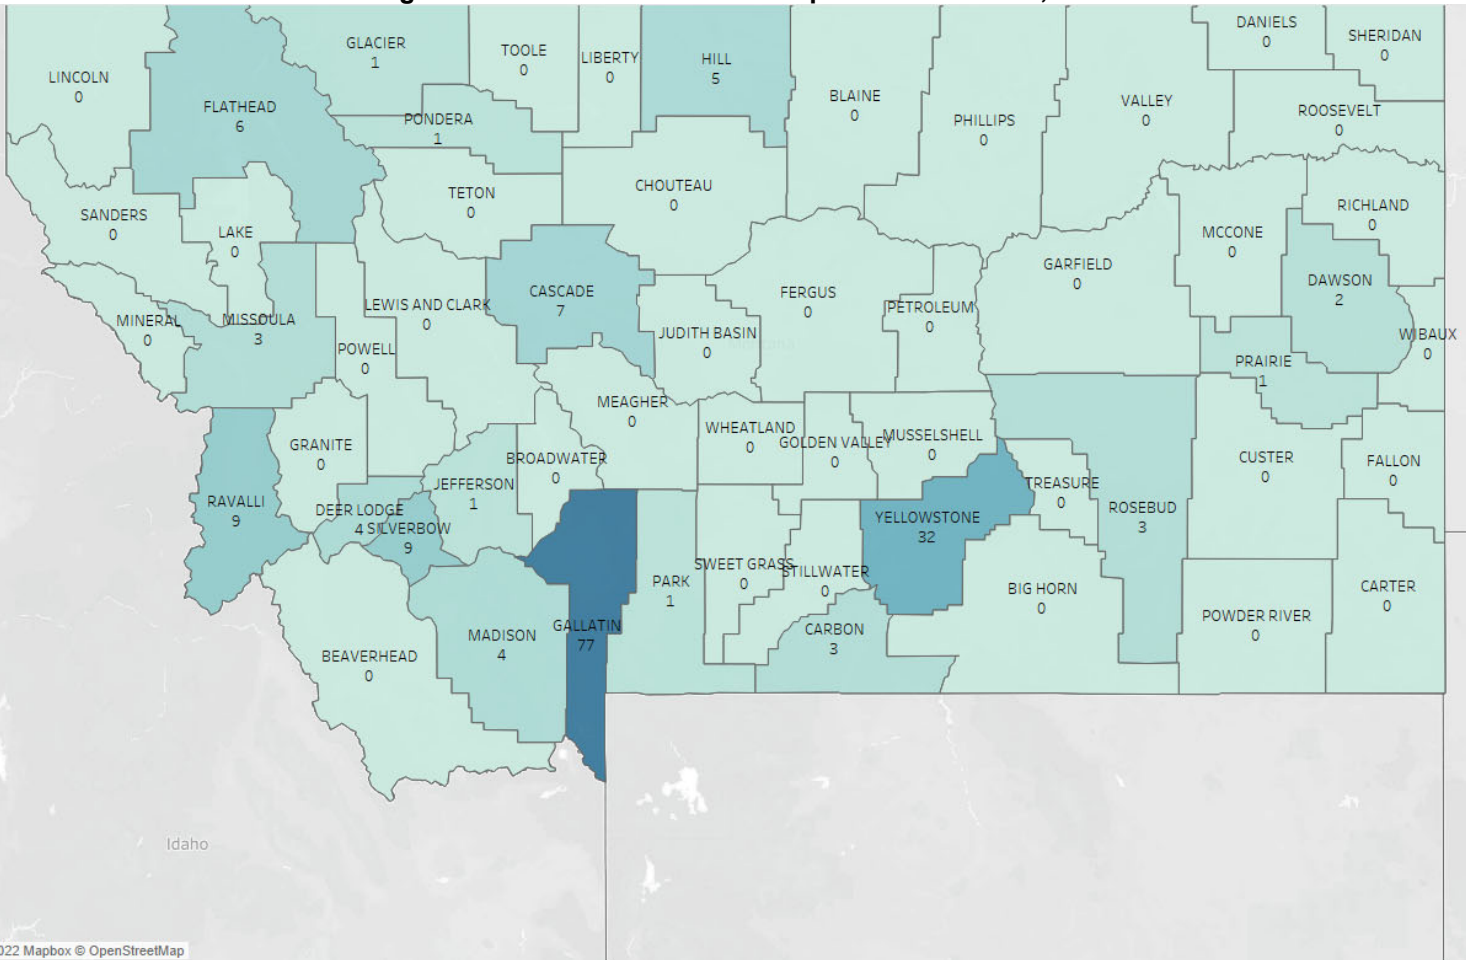 LINCOLN
0
FLATHEAD
6
GLACIER
1
TOOLE
0
LIBERTY
0
HILL
5
BLAINE
0
PHILLIPS
0
VALLEY
0
DANIELS
0
SHERIDAN
0
ROOSEVELT
0
PONDERA
1
TETON
0
CHOUTEAU
0
SANDERS
0
LAKE
0
RICHLAND
0
MCCONE
0
GARFIELD
0
DAWSON
2
CASCADE
7
FERGUS
0
PETROLEUM
0
LEWIS AND CLARK
0
MINERAL
0
MISSOULA
3
JUDITH BASIN
0
WIBAUX
0
POWELL
0
PRAIRIE
1
MEAGHER
0
WHEATLAND
0
GOLDEN VALLEY
0
MUSSELSHELL
0
GRANITE
0
BROADWATER
0
CUSTER
0
FALLON
0
JEFFERSON
1
TREASURE
0
RAVALLI
9
DEER LODGE
4
SILVERBOW
9
YELLOWSTONE
32
ROSEBUD
3
SWEET GRASS
0
STILLWATER
0
PARK
1
BIG HORN
0
CARTER
0
POWDER RIVER
0
GALLATIN
77
CARBON
3
MADISON
4
BEAVERHEAD
0
Idaho
022 Mapbox © OpenStreetMap